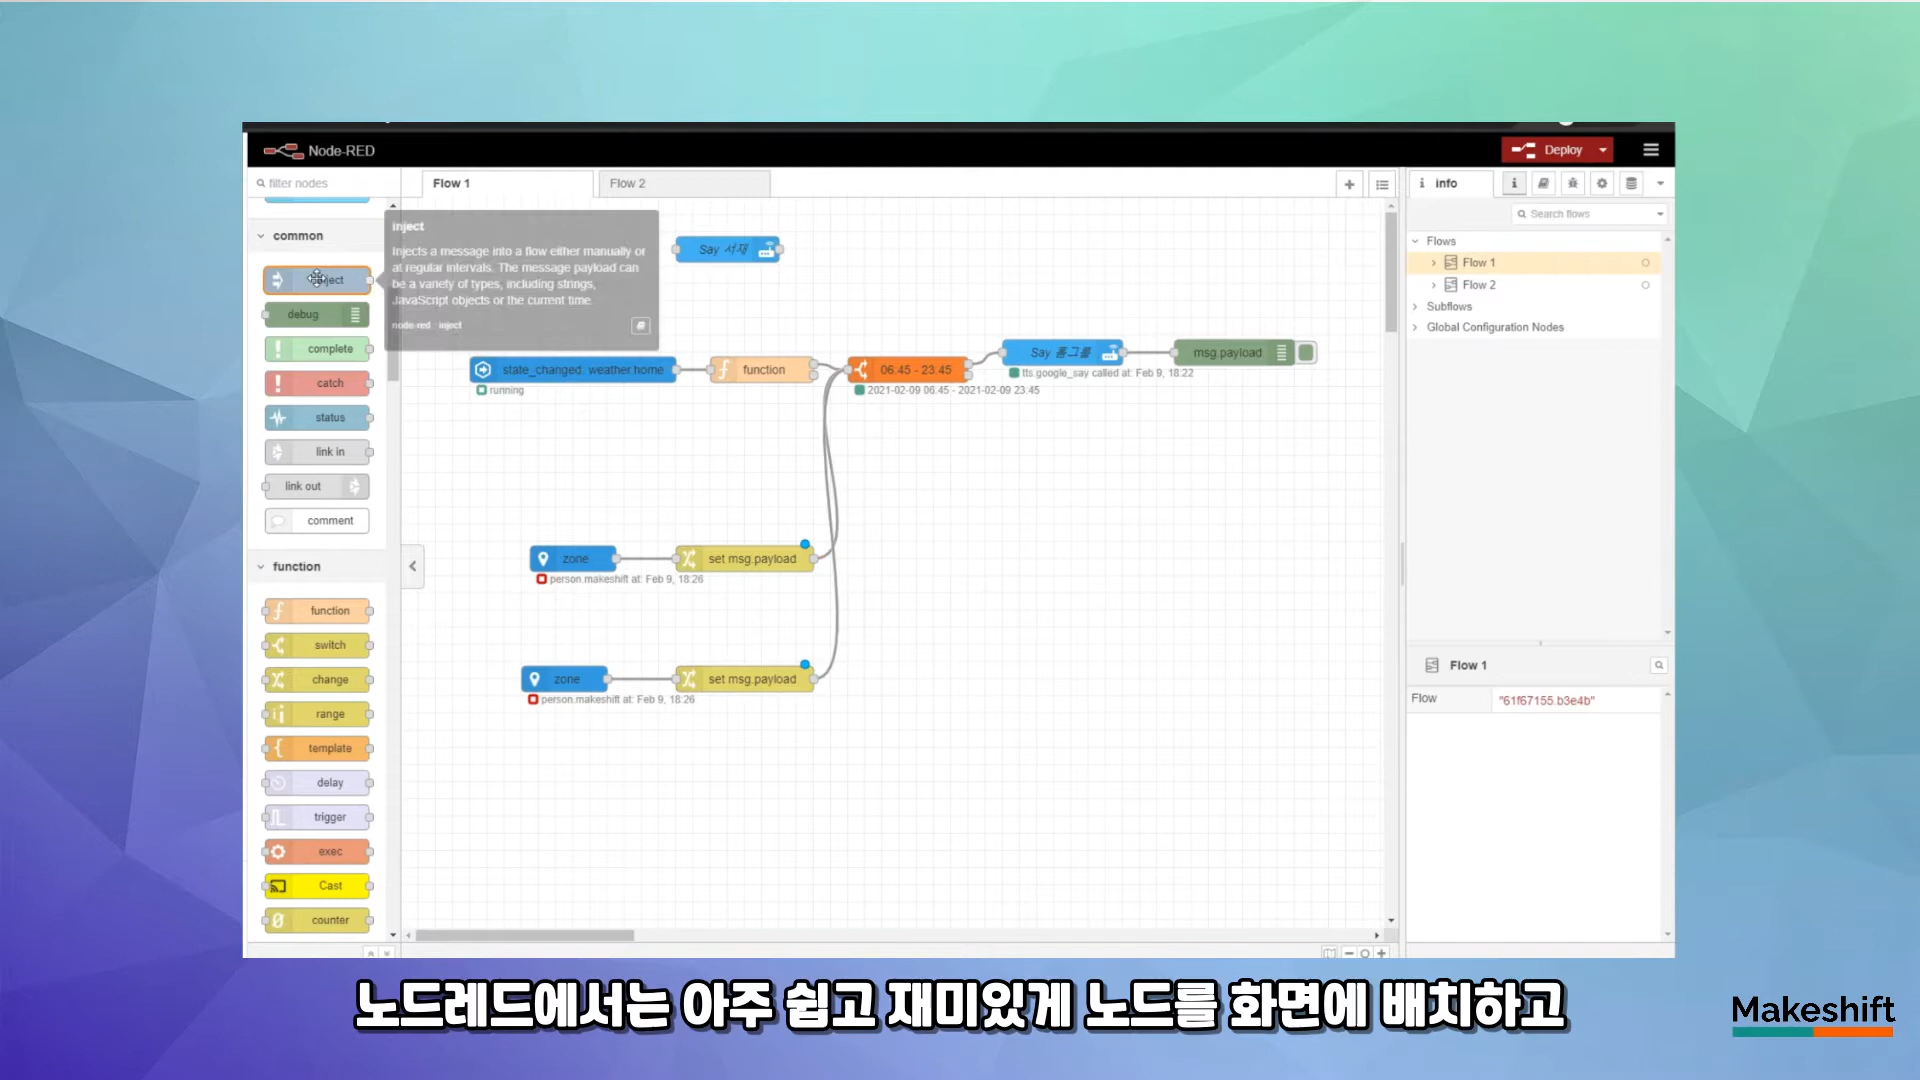 Node-RED
Deploy
filter nodes
Flow 1
Flow 2
info
Search flows
common
inject
Injects a message into a flow either manually or
at regular intervals. The message payload can
be a variety of types, including strings,
JavaScript objects or the current time.
node-red : inject
debug
complete
catch
status
link in
link out
comment
function
function
switch
change
range
template
delay
trigger
exec
Cast
counter
Say 서재
state_changed: weather.home
running
function
06:45 - 23:45
2021-02-09 06:45 - 2021-02-09 23:45
Say 홈그룹
tts.google_say called at: Feb 9, 18:22
msg.payload
zone
person.makeshift at: Feb 9, 18:26
set msg.payload
zone
person.makeshift at: Feb 9, 18:26
set msg.payload
Flows
Flow 1
Flow 2
Subflows
Global Configuration Nodes
Flow 1
Flow
"61f67155.b3e4b"
노드레드에서는 아주 쉽고 재미있게 노드를 화면에 배치하고
Makeshift